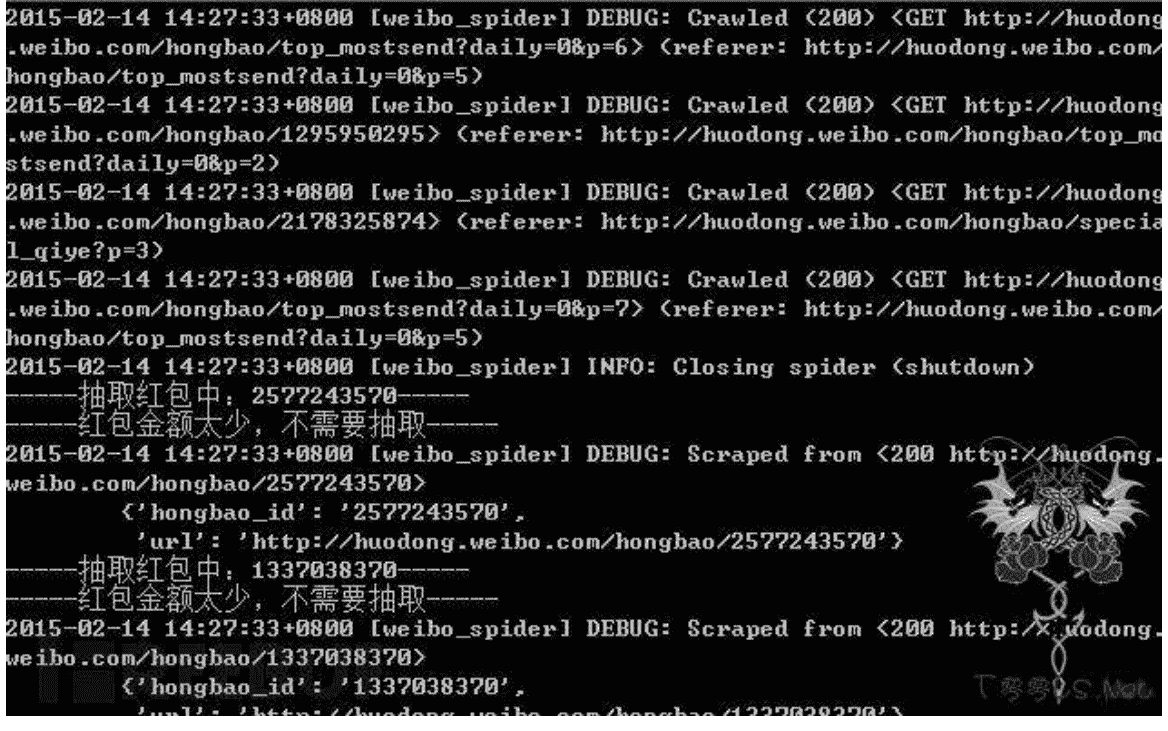 2015-02-14 14:27:33+0800 [weibo_spider] DEBUG: Crawled (200) <GET http://huodong
.weibo.com/hongbao/top_mostsend?daily=0&p=6> (referer: http://huodong.weibo.com/
hongbao/top_mostsend?daily=0&p=5)
2015-02-14 14:27:33+0800 [weibo_spider] DEBUG: Crawled (200) <GET http://huodong
.weibo.com/hongbao/1295950295> (referer: http://huodong.weibo.com/hongbao/top_mo
stsend?daily=0&p=2)
2015-02-14 14:27:33+0800 [weibo_spider] DEBUG: Crawled (200) <GET http://huodong
.weibo.com/hongbao/2178325874> (referer: http://huodong.weibo.com/hongbao/specia
l_qiye?p=3)
2015-02-14 14:27:33+0800 [weibo_spider] DEBUG: Crawled (200) <GET http://huodong
.weibo.com/hongbao/top_mostsend?daily=0&p=7> (referer: http://huodong.weibo.com/
hongbao/top_mostsend?daily=0&p=5)
2015-02-14 14:27:33+0800 [weibo_spider] INFO: Closing spider (shutdown)
-----抽取红包中：2577243570-----
-----红包金额太少，不需要抽取-----
2015-02-14 14:27:33+0800 [weibo_spider] DEBUG: Scraped from <200 http://huodong.
weibo.com/hongbao/2577243570>
{'hongbao_id': '2577243570',
'url': 'http://huodong.weibo.com/hongbao/2577243570'}
-----抽取红包中：1337038370-----
-----红包金额太少，不需要抽取-----
2015-02-14 14:27:33+0800 [weibo_spider] DEBUG: Scraped from <200 http://huodong.
weibo.com/hongbao/1337038370>
{'hongbao_id': '1337038370',
'url': 'http://huodong.weibo.com/hongbao/1337038370'}